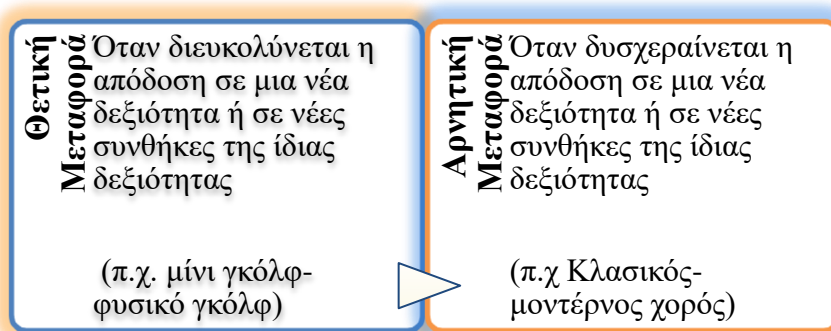 Θετική
Μεταφορά
Όταν διευκολύνεται η
απόδοση σε μια νέα
δεξιότητα ή σε νέες
συνθήκες της ίδιας
δεξιότητας
(π.χ. μίνι γκόλφ-
φυσικό γκόλφ)
Αρνητική
Μεταφορά
Όταν δυσχεραίνεται η
απόδοση σε μια νέα
δεξιότητα ή σε νέες
συνθήκες της ίδιας
δεξιότητας
(π.χ Κλασικός-
μοντέρνος χορός)